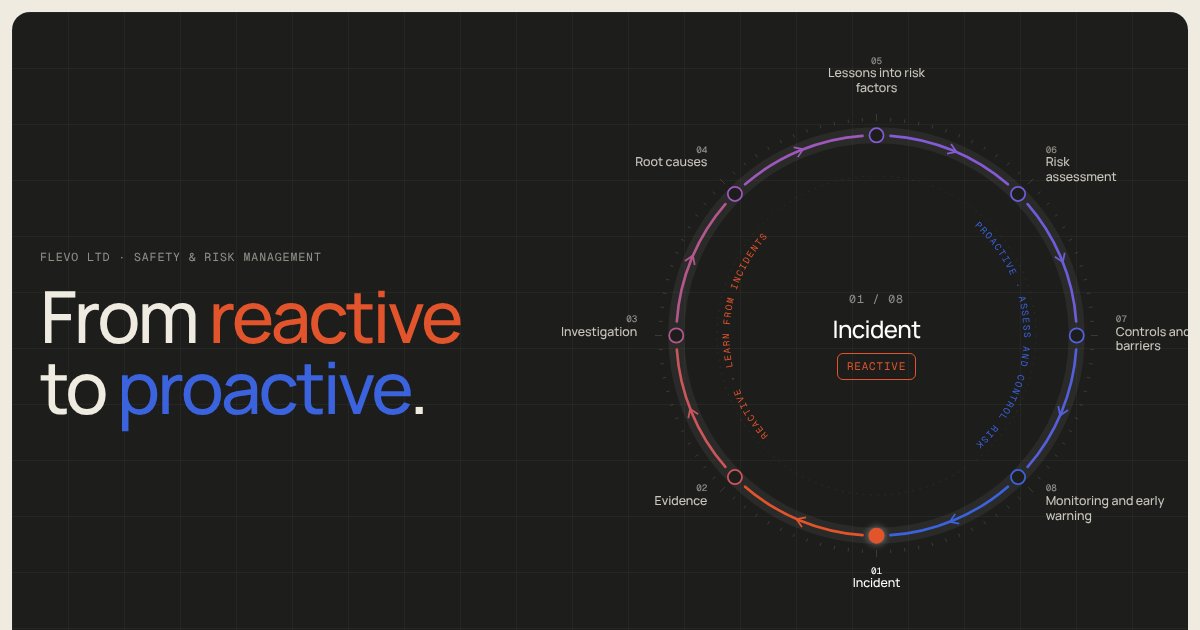 FLEVO LTD · SAFETY & RISK MANAGEMENT
From reactive
to proactive.
05
Lessons into risk
factors
04
Root causes
06
Risk
assessment
03
Investigation
07
Controls and
barriers
02
Evidence
08
Monitoring and early
warning
01
Incident
REACTIVE · LEARN FROM INCIDENTS
PROACTIVE · ASSESS AND CONTROL RISK
01 / 08
Incident
REACTIVE